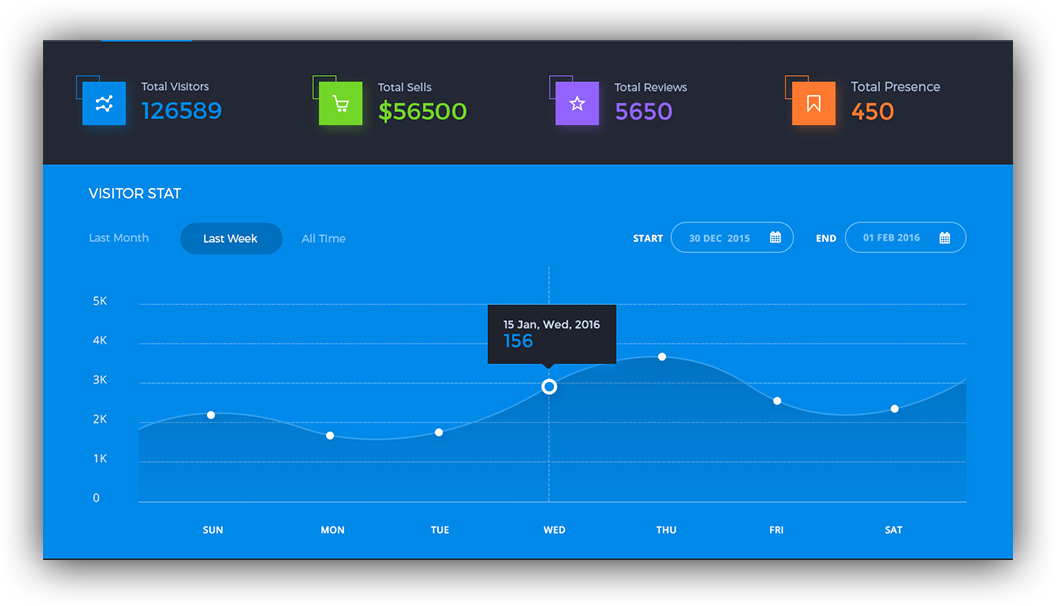 Total Visitors
126589
Total Sells
$56500
Total Reviews
5650
Total Presence
450
VISITOR STAT
Last Month
Last Week
All Time
START
30 DEC 2015
END
01 FEB 2016
5K
4K
3K
2K
1K
0
15 Jan, Wed, 2016
156
SUN
MON
TUE
WED
THU
FRI
SAT